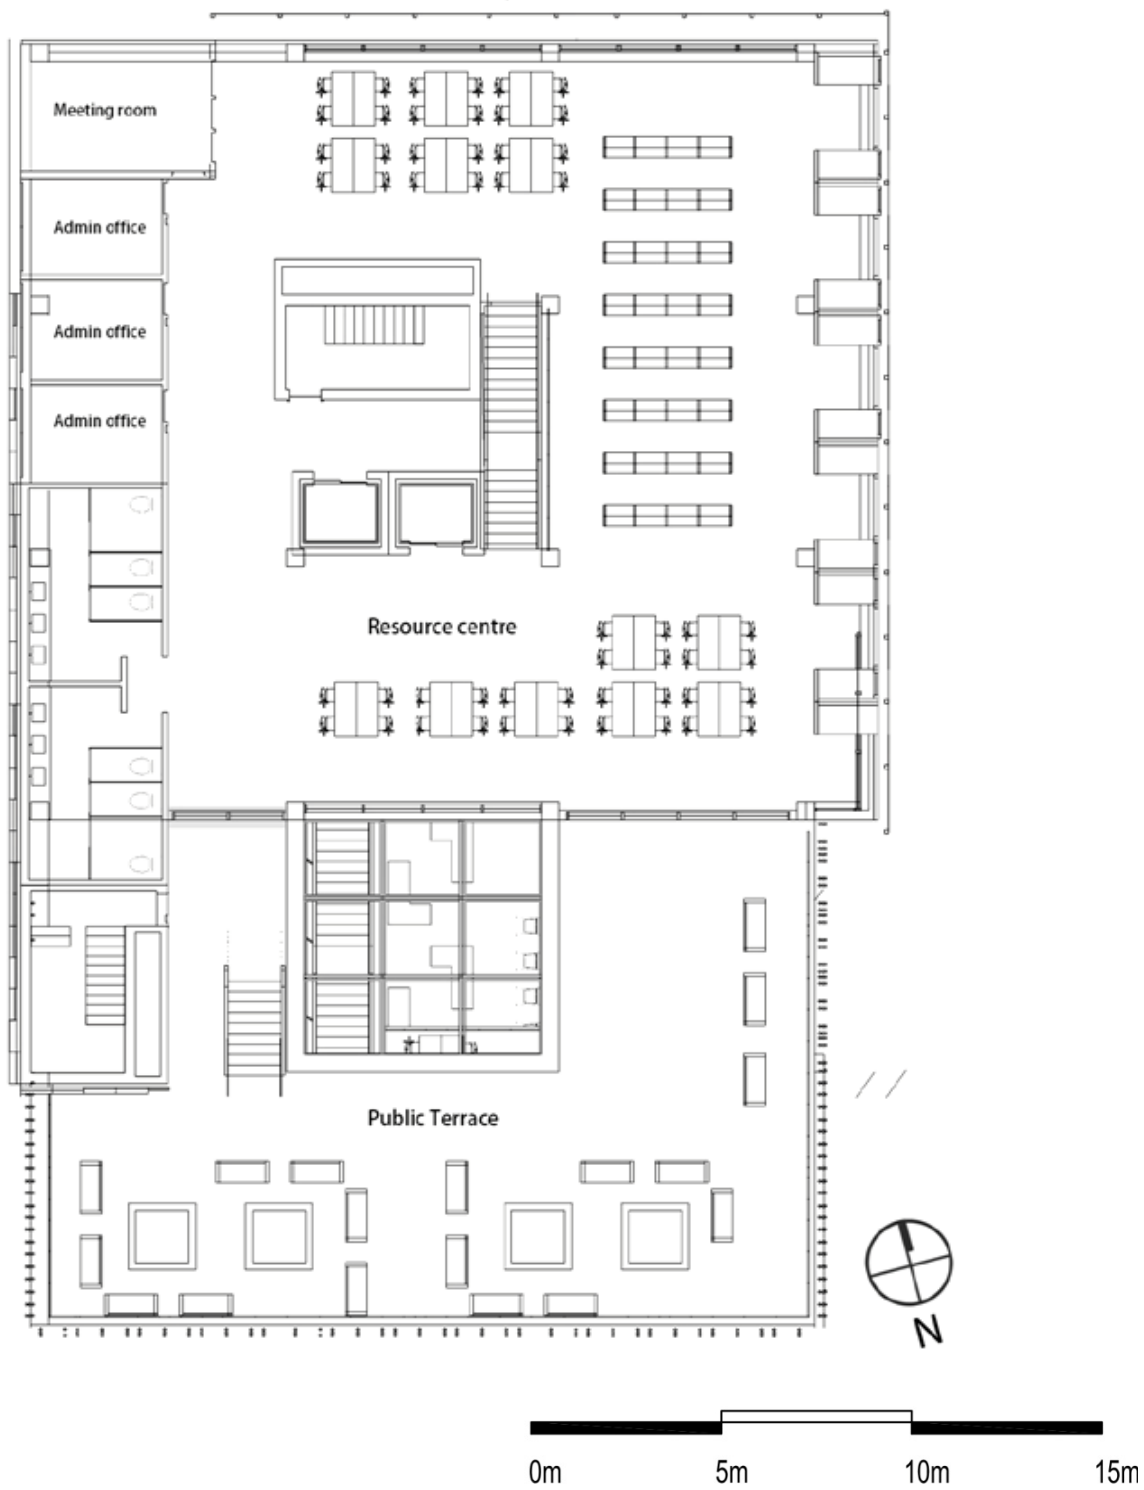 Meeting room
Admin office
Admin office
Admin office
Resource centre
Public Terrace
N
0m 5m 10m 15m